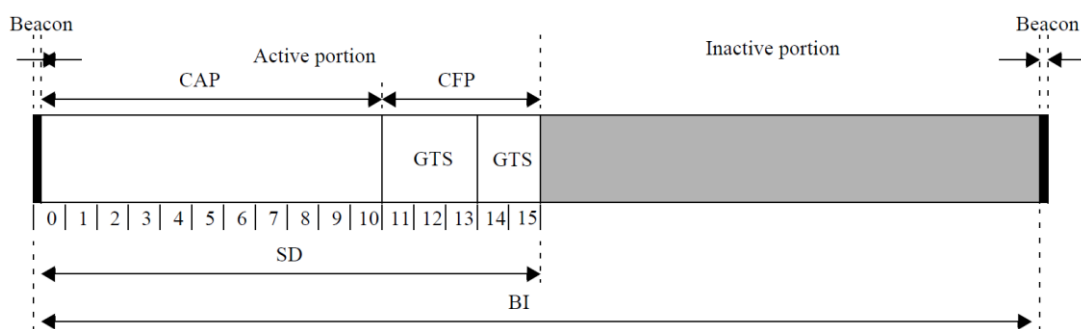 Beacon Beacon
Active portion Inactive portion
CAP CFP
GTS GTS
0 1 2 3 4 5 6 7 8 9 10 11 12 13 14 15
SD
BI